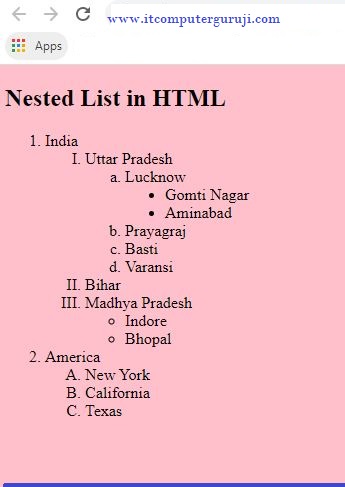 www.itcomputerguruji.com
Apps
Nested List in HTML
1. India
I. Uttar Pradesh
a. Lucknow
• Gomti Nagar
• Aminabad
b. Prayagraj
c. Basti
d. Varansi
II. Bihar
III. Madhya Pradesh
◦ Indore
◦ Bhopal
2. America
A. New York
B. California
C. Texas